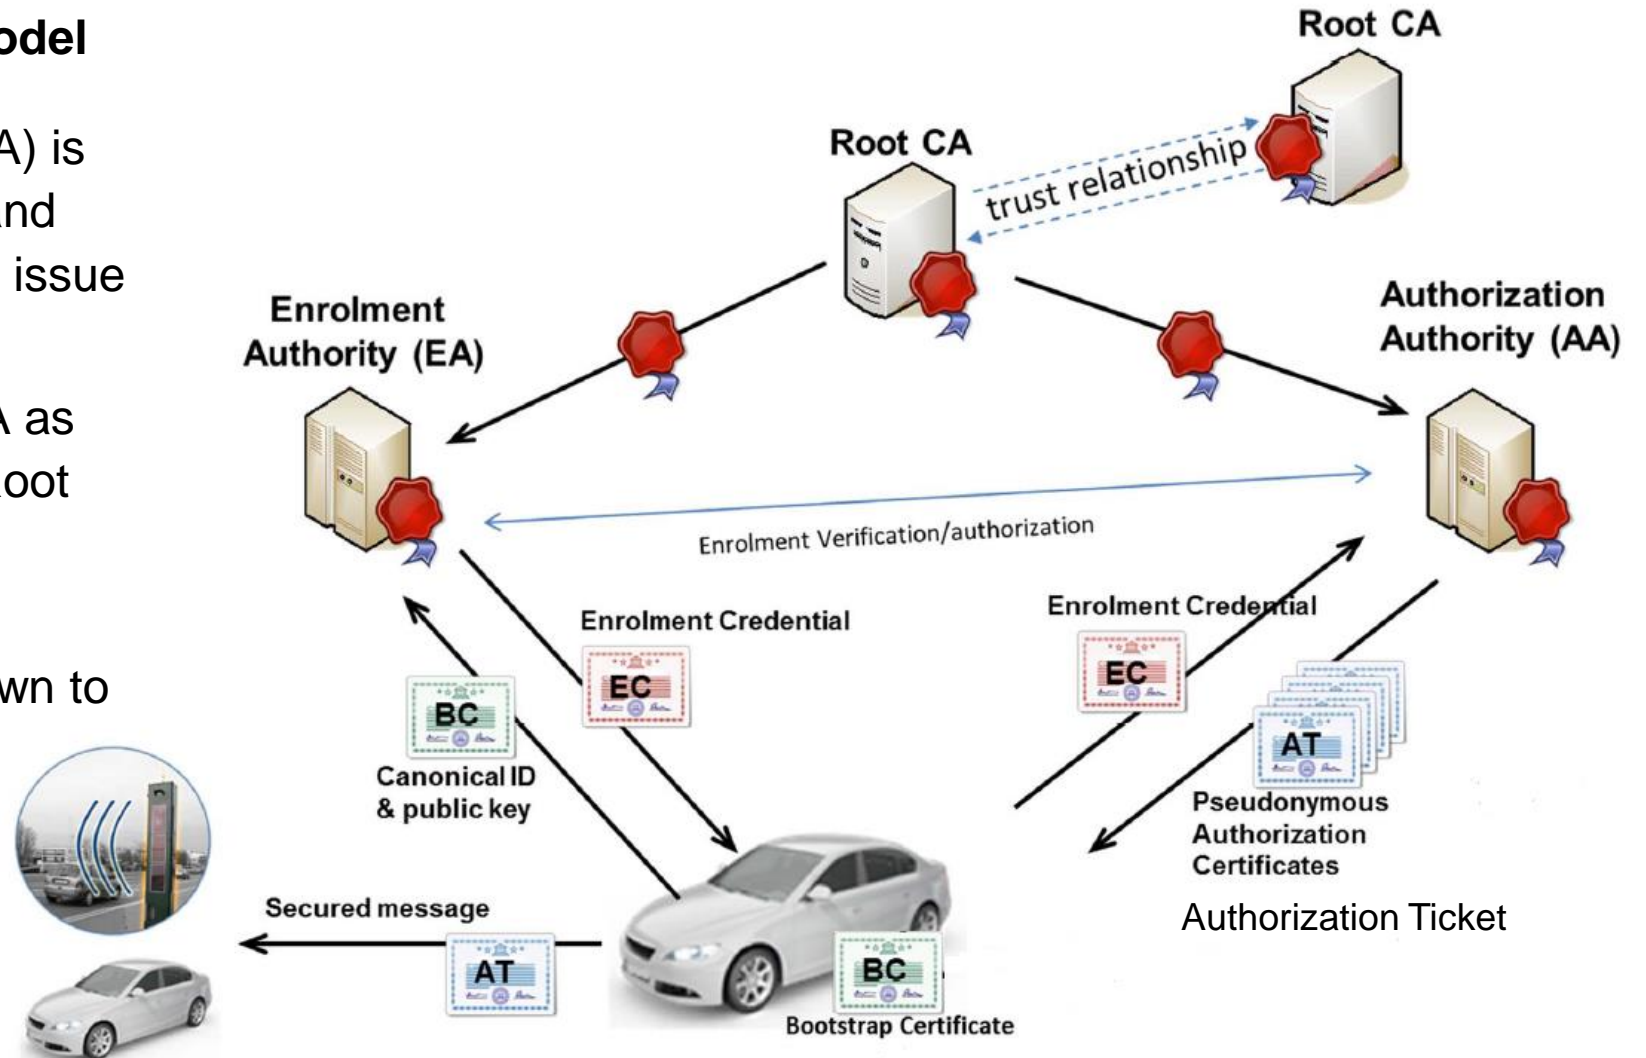 odel
A) is
and
issue
A as
Root
wn to
Root CA
Root CA
trust relationship
Enrolment
Authority (EA)
Authorization
Authority (AA)
Enrolment Verification/authorization
Enrolment Credential
EC
Enrolment Credential
EC
BC
Canonical ID
& public key
AT
Pseudonymous
Authorization
Certificates
Authorization Ticket
Secured message
AT
BC
Bootstrap Certificate